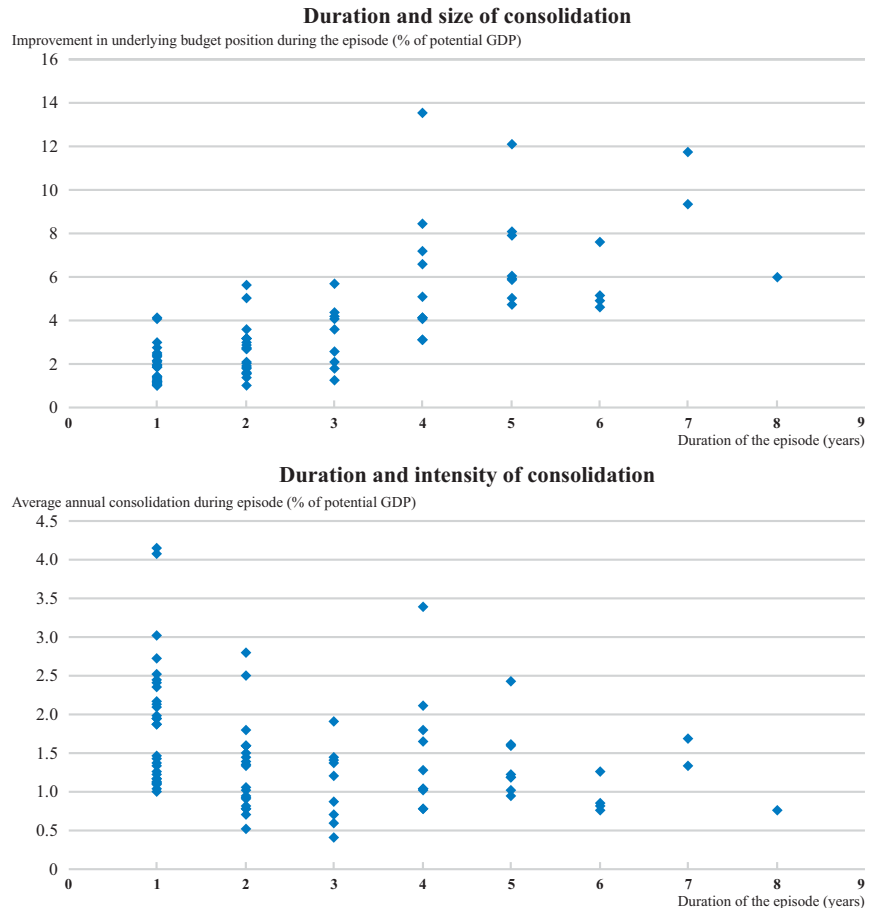 Duration and size of consolidation
Improvement in underlying budget position during the episode (% of potential GDP)
16
14
12
10
8
6
4
2
0
0 1 2 3 4 5 6 7 8 9
Duration of the episode (years)
Duration and intensity of consolidation
Average annual consolidation during episode (% of potential GDP)
4.5
4.0
3.5
3.0
2.5
2.0
1.5
1.0
0.5
0
0 1 2 3 4 5 6 7 8 9
Duration of the episode (years)